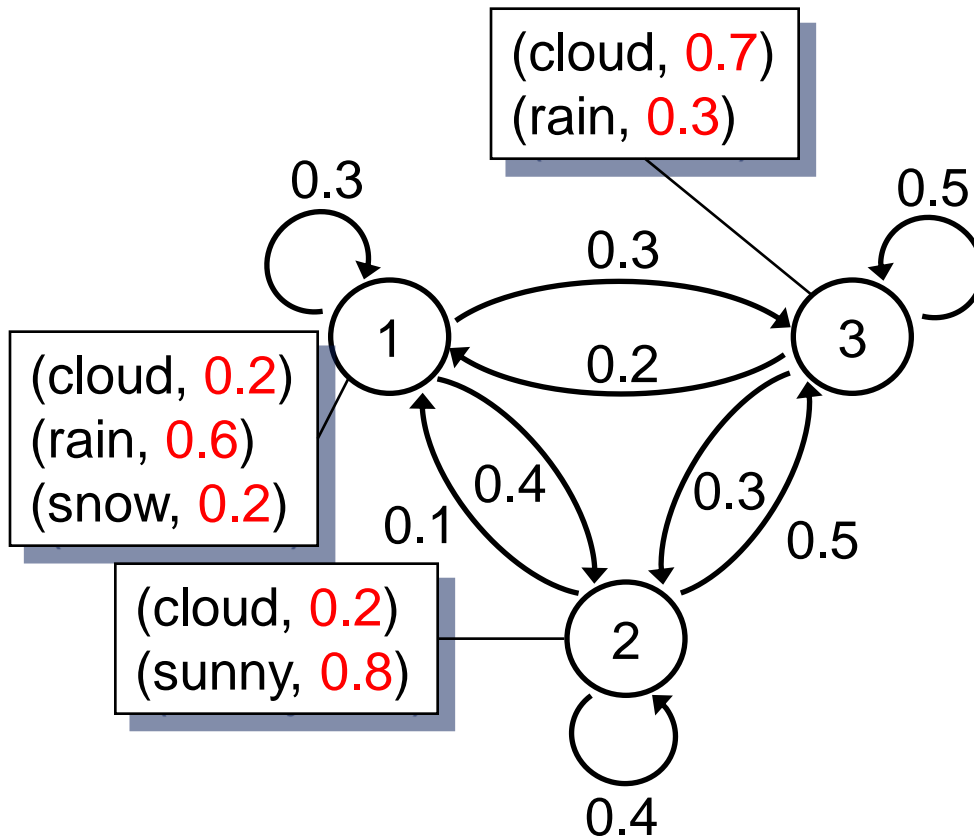 (cloud, 0.7)
(rain, 0.3)
0.3
0.5
0.3
1
3
0.2
(cloud, 0.2)
(rain, 0.6)
(snow, 0.2)
0.4
0.3
0.1
0.5
(cloud, 0.2)
(sunny, 0.8)
2
0.4